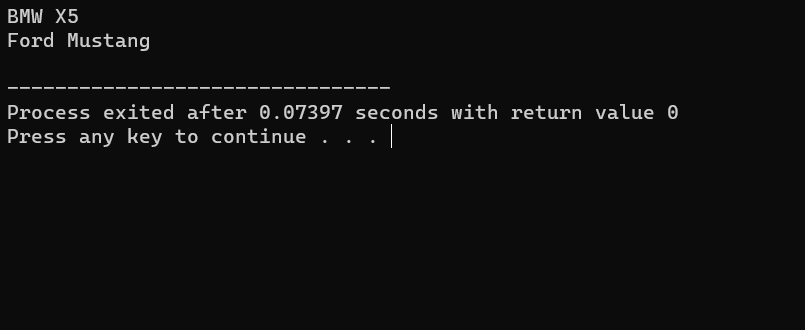 BMW X5
Ford Mustang
--------------------------------
Process exited after 0.07397 seconds with return value 0
Press any key to continue . . .